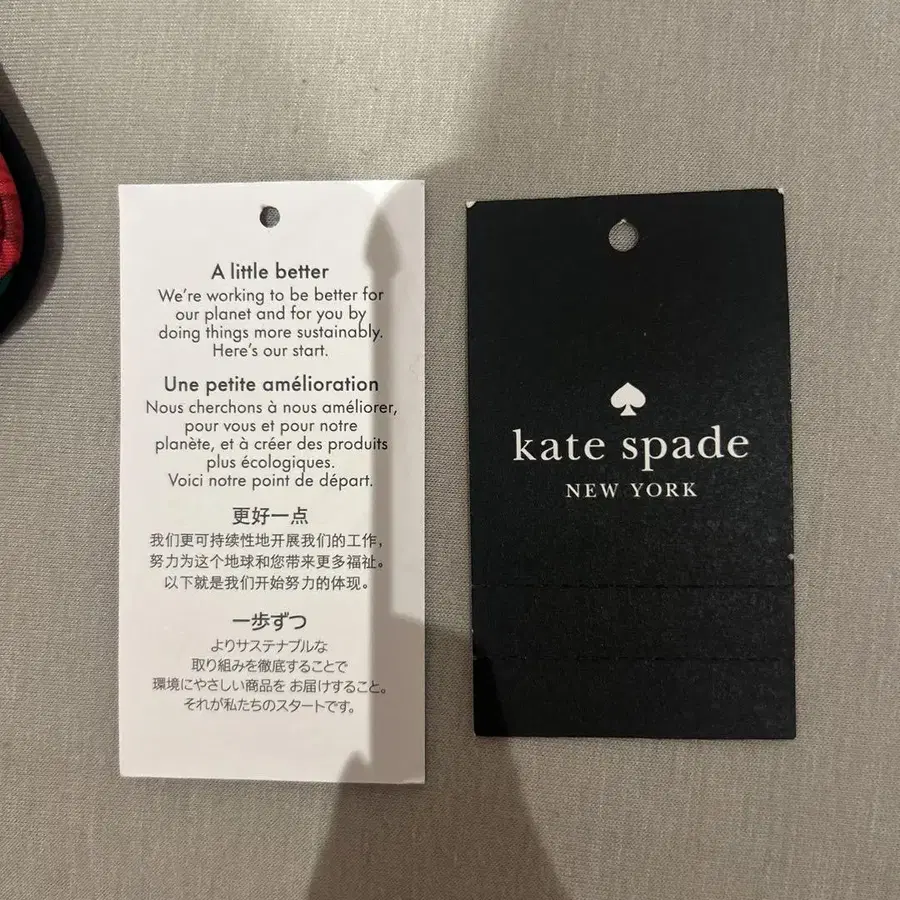 A little better
We're working to be better for
our planet and for you by
doing things more sustainably.
Here's our start.
Une petite amélioration
Nous cherchons à nous améliorer,
pour vous et pour notre
planète, et à créer des produits
plus écologiques.
Voici notre point de départ.
更好一点
我们更可持续性地开展我们的工作，
努力为这个地球和您带来更多福祉。
以下就是我们开始努力的体现。
一歩ずつ
よりサステナブルな
取り組みを徹底することで
環境にやさしい商品を お届けすること。
それが私たちのスタートです。
kate spade
NEW YORK